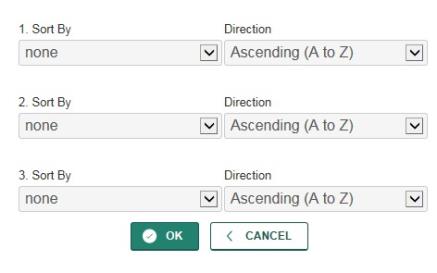 1. Sort By Direction
none Ascending (A to Z)
2. Sort By Direction
none Ascending (A to Z)
3. Sort By Direction
none Ascending (A to Z)
OK CANCEL